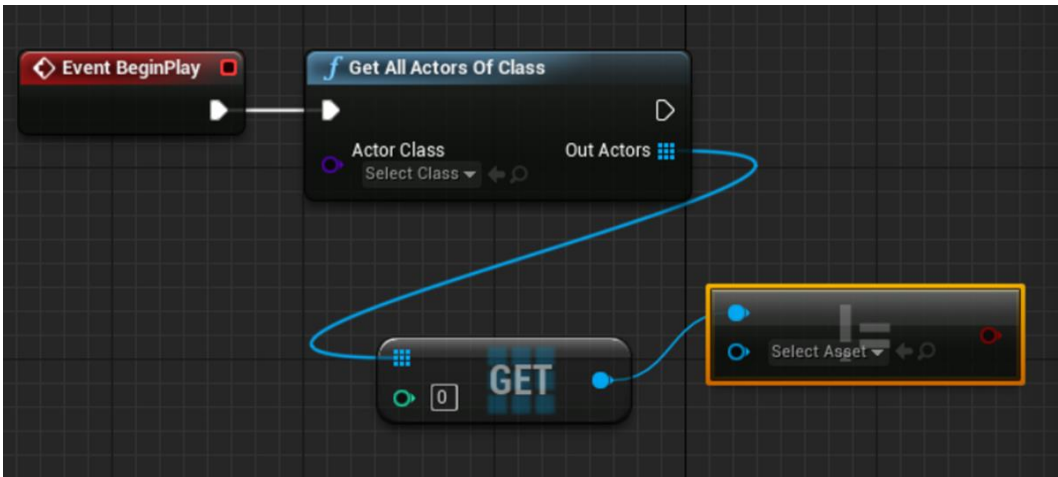 Event BeginPlay
f Get All Actors Of Class
Actor Class
Out Actors
Select Class
!=
Select Asset
GET
0